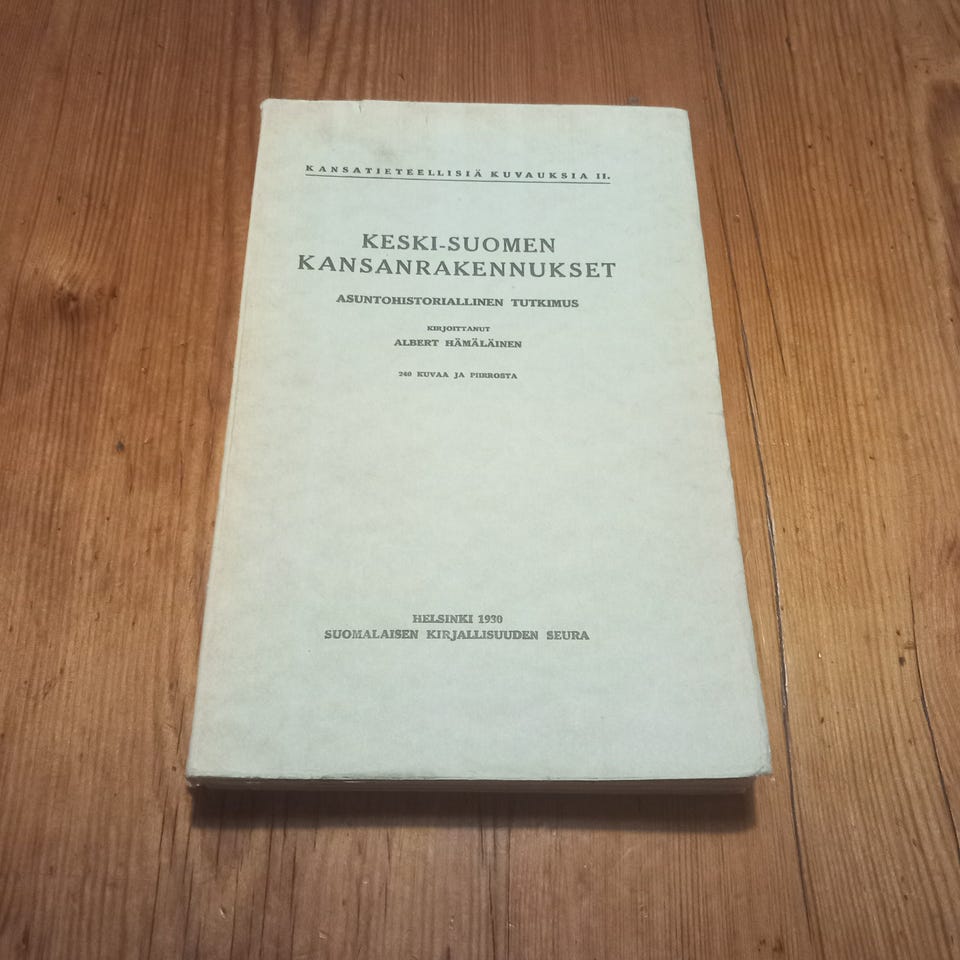 KANSATIETEELLISIÄ KUVAUKSIA II.
KESKI-SUOMEN
KANSANRAKENNUKSET
ASUNTOHISTORIALLINEN TUTKIMUS
KIRJOITTANUT
ALBERT HÄMÄLÄINEN
240 KUVAA JA PIIRROSTA
HELSINKI 1930
SUOMALAISEN KIRJALLISUUDEN SEURA